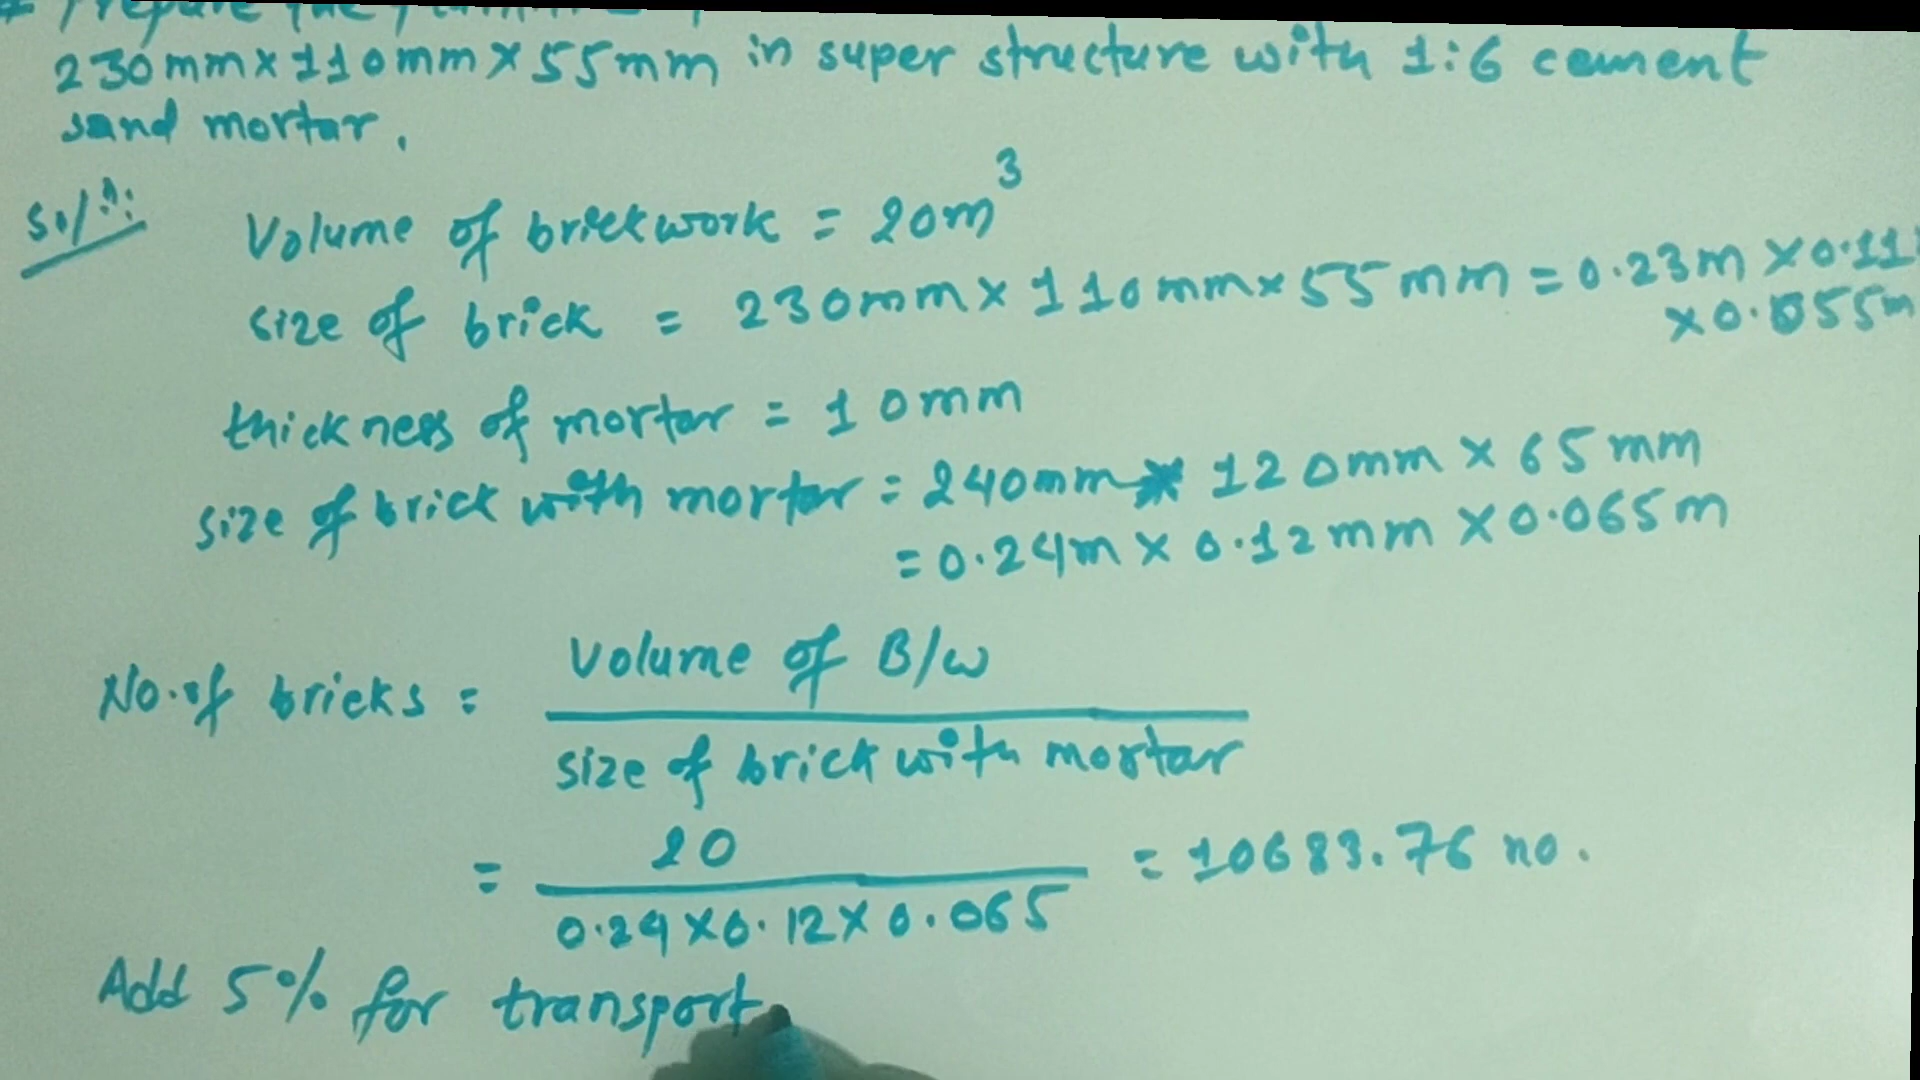 Prepare the
230mm x 110mm x 55mm in super structure with 1:6 cement
sand mortar.
Solⁿ:
Volume of brickwork = 20m³
size of brick = 230mm x 110mm x 55mm = 0.23m x 0.11
x 0.055m
thickness of mortar = 10mm
size of brick with mortar = 240mm x 120mm x 65mm
= 0.24m x 0.12mm x 0.065m
No. of bricks = Volume of B/w
size of brick with mortar
= 20
0.24 x 0.12 x 0.065
= 10683.76 no.
Add 5% for transport